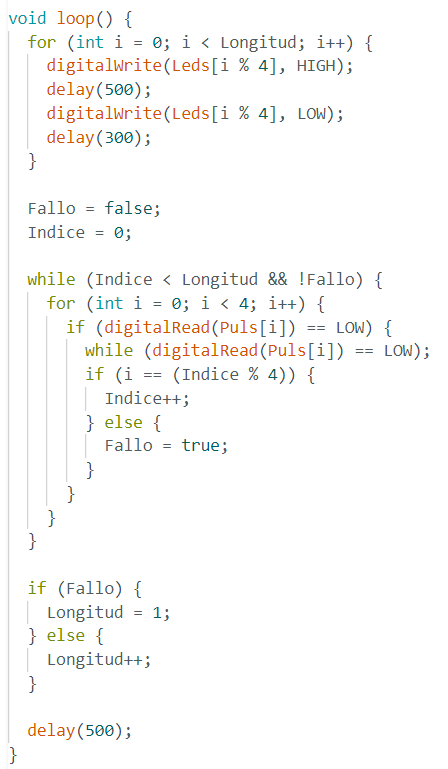 void loop() {
  for (int i = 0; i < Longitud; i++) {
    digitalWrite(Leds[i % 4], HIGH);
    delay(500);
    digitalWrite(Leds[i % 4], LOW);
    delay(300);
  }

  Fallo = false;
  Indice = 0;

  while (Indice < Longitud && !Fallo) {
    for (int i = 0; i < 4; i++) {
      if (digitalRead(Puls[i]) == LOW) {
        while (digitalRead(Puls[i]) == LOW);
        if (i == (Indice % 4)) {
          Indice++;
        } else {
          Fallo = true;
        }
      }
    }
  }

  if (Fallo) {
    Longitud = 1;
  } else {
    Longitud++;
  }

  delay(500);
}